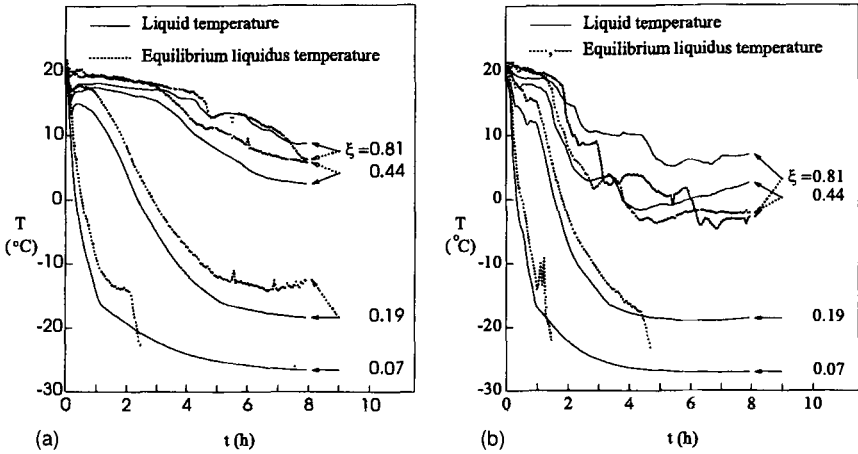 Liquid temperature
Equilibrium liquidus temperature
20
10
0
-10
-20
-30
T
(°C)
ξ =0.81
0.44
0.19
0.07
0 2 4 6 8 10
(a)
t (h)
Liquid temperature
Equilibrium liquidus temperature
20
10
0
-10
-20
-30
T
(°C)
ξ =0.81
0.44
0.19
0.07
0 2 4 6 8 10
(b)
t (h)